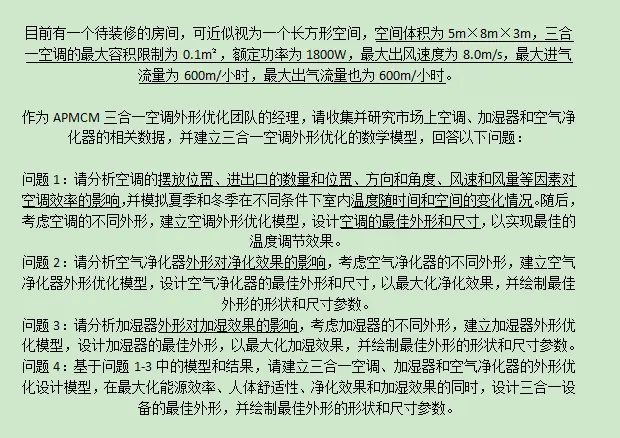 目前有一个待装修的房间，可近似视为一个长方形空间，空间体积为5m×8m×3m，三合
一空调的最大容积限制为0.1m²，额定功率为1800W，最大出风速度为8.0m/s，最大进气
流量为600m/小时，最大出气流量也为600m/小时。
作为APMCM三合一空调外形优化团队的经理，请收集并研究市场上空调、加湿器和空气净
化器的相关数据，并建立三合一空调外形优化的数学模型，回答以下问题：
问题1：请分析空调的摆放位置、进出口的数量和位置、方向和角度、风速和风量等因素对
空调效率的影响，并模拟夏季和冬季在不同条件下室内温度随时间和空间的变化情况。随后，
考虑空调的不同外形，建立空调外形优化模型，设计空调的最佳外形和尺寸，以实现最佳的
温度调节效果。
问题2：请分析空气净化器外形对净化效果的影响，考虑空气净化器的不同外形，建立空气
净化器外形优化模型，设计空气净化器的最佳外形和尺寸，以最大化净化效果，并绘制最佳
外形的形状和尺寸参数。
问题3：请分析加湿器外形对加湿效果的影响，考虑加湿器的不同外形，建立加湿器外形优
化模型，设计加湿器的最佳外形，以最大化加湿效果，并绘制最佳外形的形状和尺寸参数。
问题4：基于问题1-3中的模型和结果，请建立三合一空调、加湿器和空气净化器的外形优
化设计模型，在最大化能源效率、人体舒适性、净化效果和加湿效果的同时，设计三合一设
备的最佳外形，并绘制最佳外形的形状和尺寸参数。